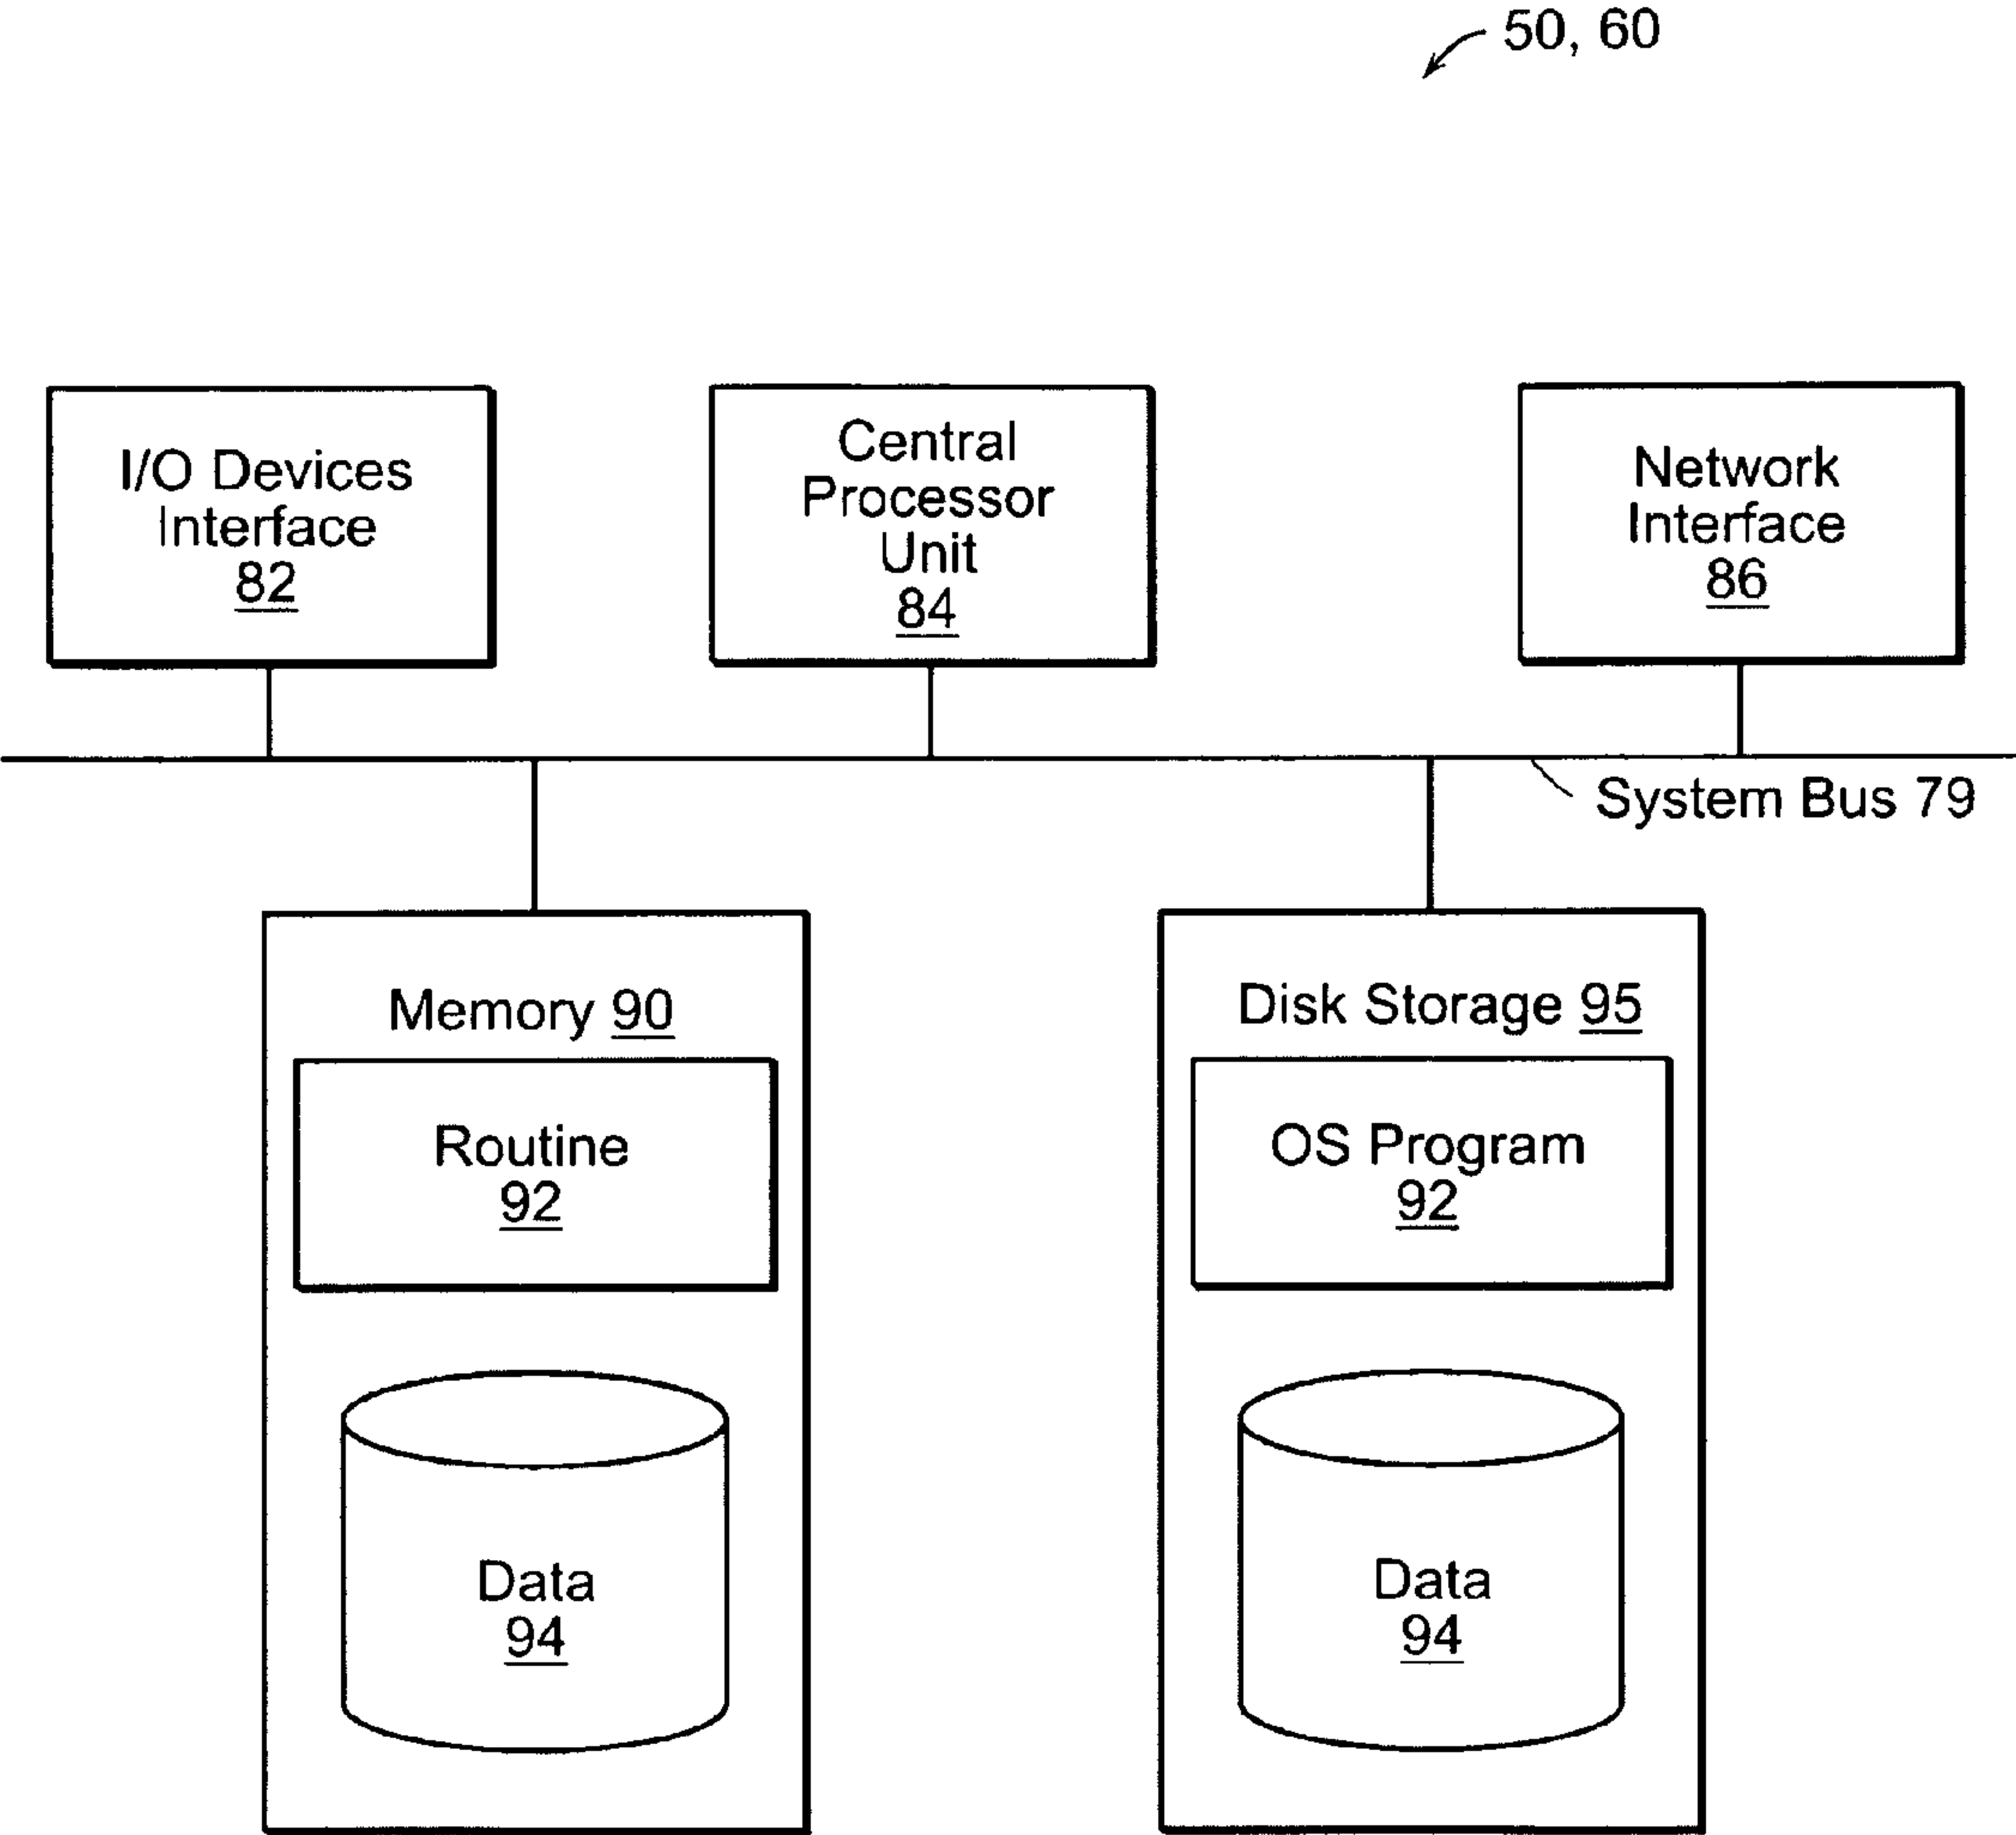 50, 60
I/O Devices
Interface
82
Central
Processor
Unit
84
Network
Interface
86
System Bus 79
Memory 90
Routine
92
Data
94
Disk Storage 95
OS Program
92
Data
94